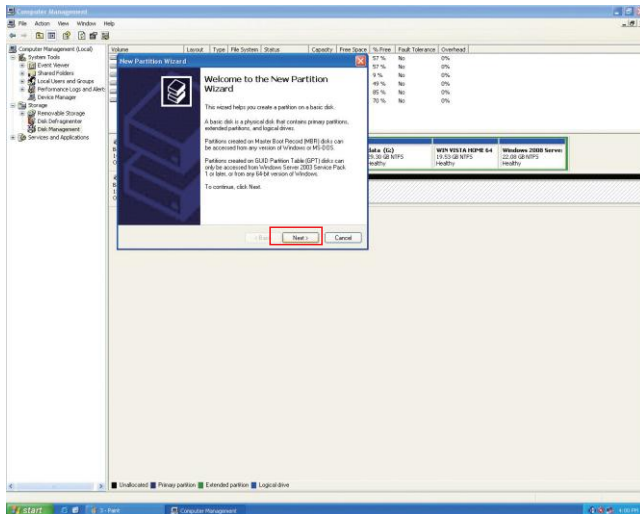 Computer Management
File Action View Window Help
Computer Management (Local)
System Tools
Event Viewer
Shared Folders
Local Users and Groups
Performance Logs and Alert
Device Manager
Storage
Removable Storage
Disk Defragmenter
Disk Management
Services and Applications
Volume Layout Type File System Status Capacity Free Space % Free Fault Tolerance Overhead
57 % No 0%
57 % No 0%
9 % No 0%
49 % No 0%
85 % No 0%
70 % No 0%
New Partition Wizard
Welcome to the New Partition
Wizard
This wizard helps you create a partition on a basic disk.
A basic disk is a physical disk that contains primary partitions,
extended partitions, and logical drives.
Partitions created on Master Boot Record (MBR) disks can
be accessed from any version of Windows or MS-DOS.
Partitions created on GUID Partition Table (GPT) disks can
only be accessed from Windows Server 2003 Service Pack
1 or later, or from any 64-bit version of Windows.
To continue, click Next.
Next > Cancel
(G:) WIN VISTA HOME 64 Windows 2000 Server
29.30 GB NTFS 19.53 GB NTFS 22.08 GB NTFS
Healthy Healthy Healthy
Unallocated Primary partition Extended partition Logical drive
start Computer Management